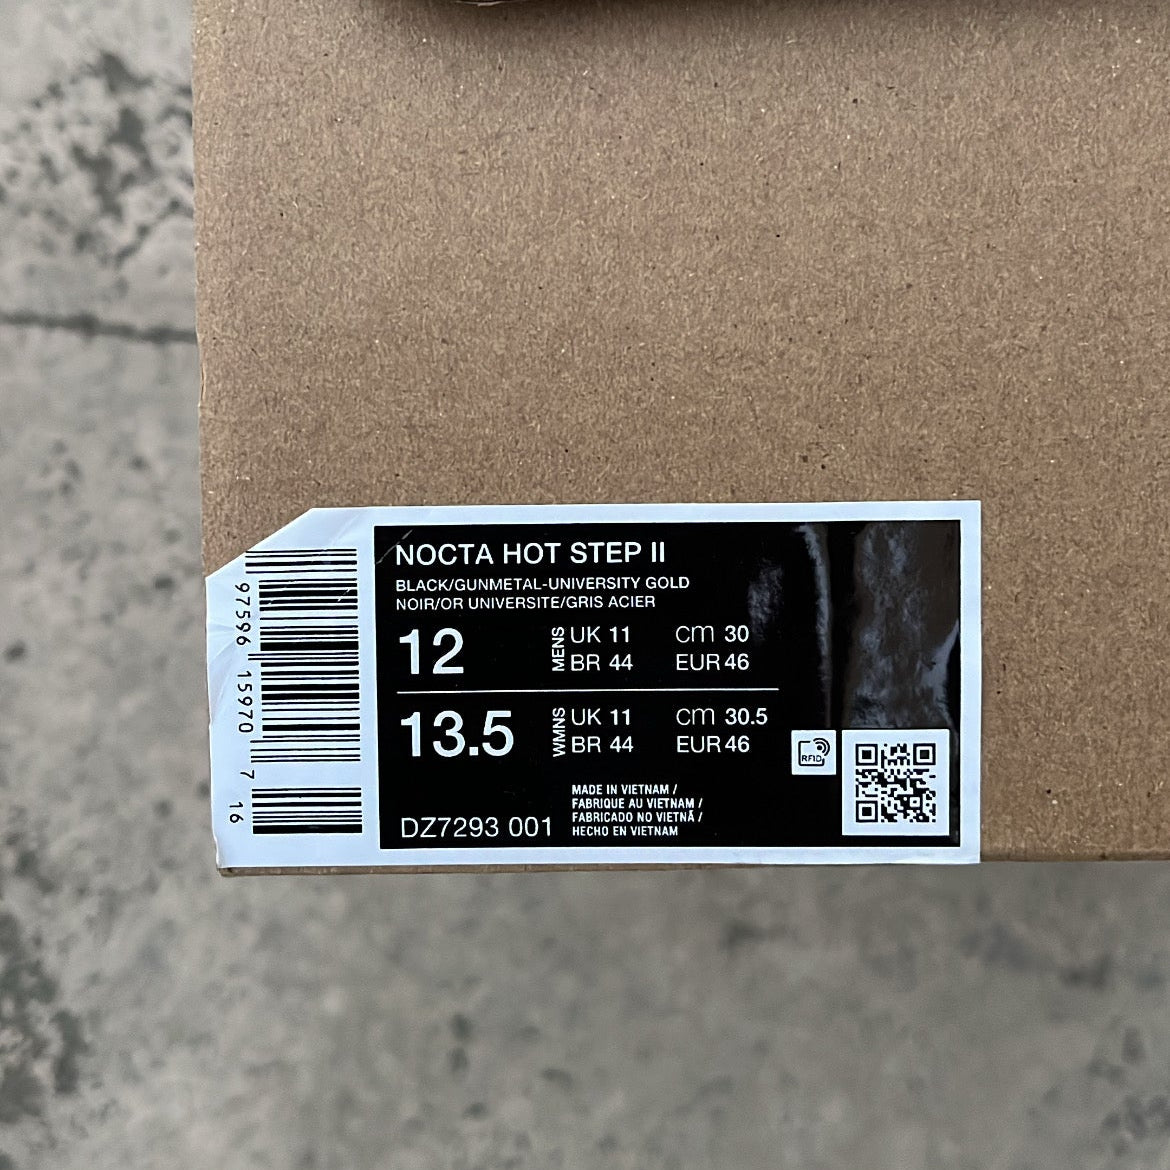 NOCTA HOT STEP II
BLACK/GUNMETAL-UNIVERSITY GOLD
NOIR/OR UNIVERSITE/GRIS ACIER
12 MENS UK 11 cm 30
BR 44 EUR 46
13.5 WMNS UK 11 cm 30.5
BR 44 EUR 46
RFID
MADE IN VIETNAM /
FABRIQUE AU VIETNAM /
FABRICADO NO VIETNÃ /
HECHO EN VIETNAM
DZ7293 001
97596 15970 7 16